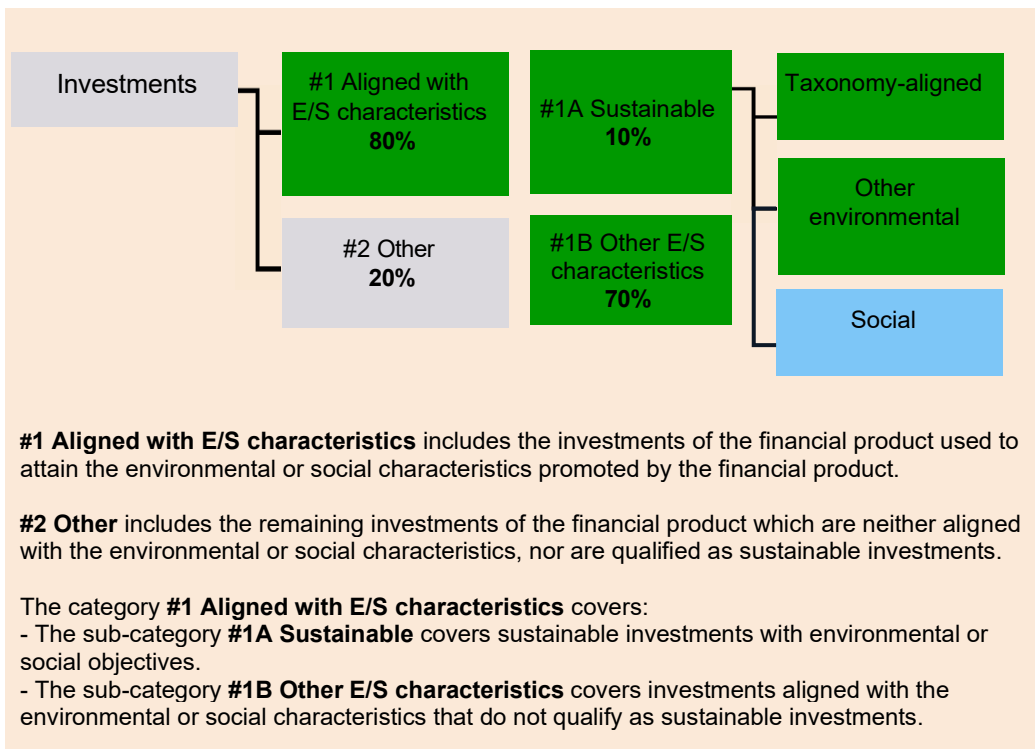 Investments
#1 Aligned with
E/S characteristics
80%
#2 Other
20%
#1A Sustainable
10%
#1B Other E/S
characteristics
70%
Taxonomy-aligned
Other
environmental
Social
#1 Aligned with E/S characteristics includes the investments of the financial product used to
attain the environmental or social characteristics promoted by the financial product.
#2 Other includes the remaining investments of the financial product which are neither aligned
with the environmental or social characteristics, nor are qualified as sustainable investments.
The category #1 Aligned with E/S characteristics covers:
- The sub-category #1A Sustainable covers sustainable investments with environmental or
social objectives.
- The sub-category #1B Other E/S characteristics covers investments aligned with the
environmental or social characteristics that do not qualify as sustainable investments.